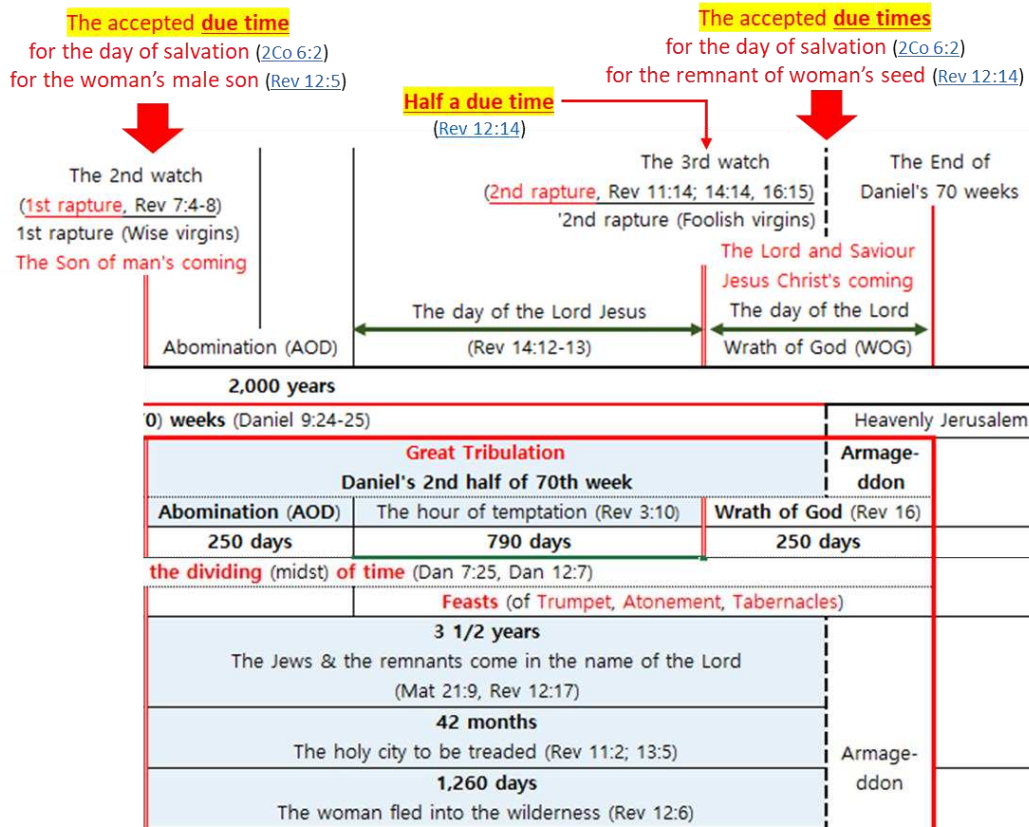 The accepted due time
for the day of salvation (2Co 6:2)
for the woman's male son (Rev 12:5)
The accepted due times
for the day of salvation (2Co 6:2)
for the remnant of woman's seed (Rev 12:14)
Half a due time
(Rev 12:14)
The 2nd watch
(1st rapture, Rev 7:4-8)
1st rapture (Wise virgins)
The Son of man's coming
The 3rd watch
(2nd rapture, Rev 11:14; 14:14, 16:15)
'2nd rapture (Foolish virgins)
The End of
Daniel's 70 weeks
The Lord and Saviour
Jesus Christ's coming
Abomination (AOD)
The day of the Lord Jesus
(Rev 14:12-13)
The day of the Lord
Wrath of God (WOG)
2,000 years
0) weeks (Daniel 9:24-25)
Heavenly Jerusalem
Great Tribulation
Daniel's 2nd half of 70th week
Armage-
ddon
Abomination (AOD)
The hour of temptation (Rev 3:10)
Wrath of God (Rev 16)
250 days
790 days
250 days
the dividing (midst) of time (Dan 7:25, Dan 12:7)
Feasts (of Trumpet, Atonement, Tabernacles)
3 1/2 years
The Jews & the remnants come in the name of the Lord
(Mat 21:9, Rev 12:17)
42 months
The holy city to be treaded (Rev 11:2; 13:5)
1,260 days
The woman fled into the wilderness (Rev 12:6)
Armage-
ddon